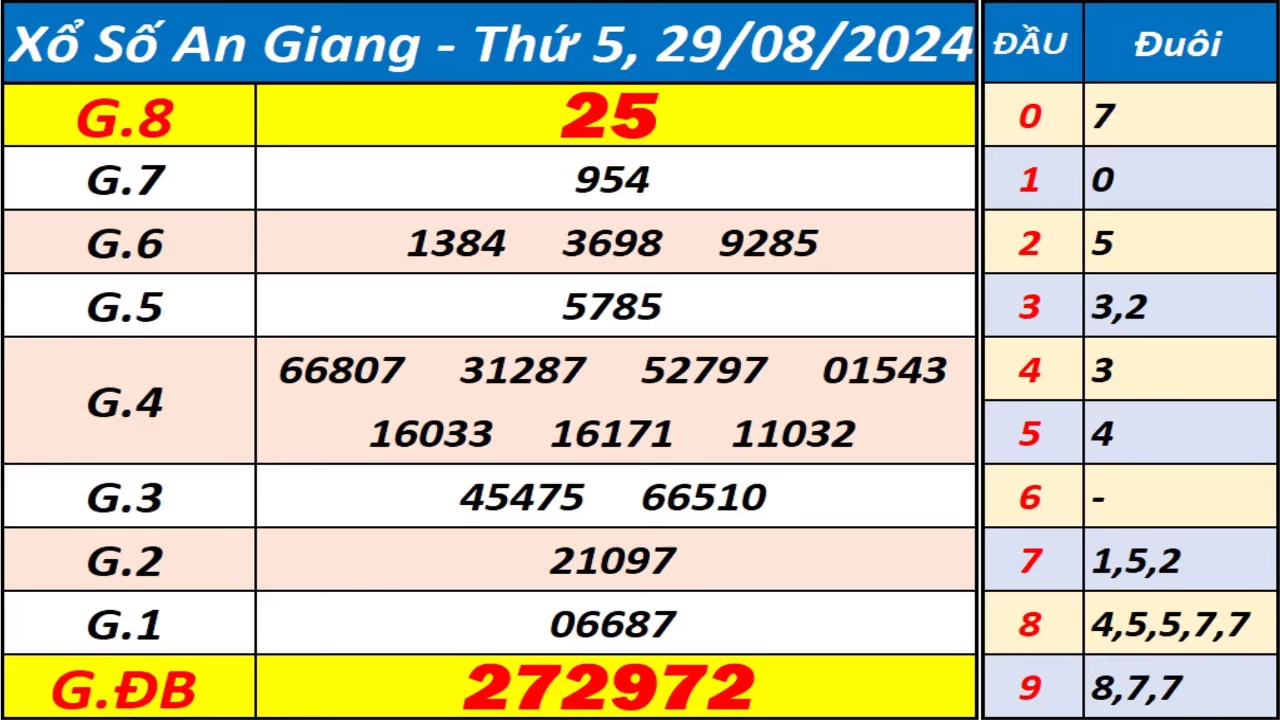 Xổ Số An Giang - Thứ 5, 29/08/2024 ĐẦU Đuôi
G.8 25 0 7
G.7 954 1 0
G.6 1384 3698 9285 2 5
G.5 5785 3 3,2
G.4 66807 31287 52797 01543 4 3
16033 16171 11032 5 4
G.3 45475 66510 6 -
G.2 21097 7 1,5,2
G.1 06687 8 4,5,5,7,7
G.ĐB 272972 9 8,7,7